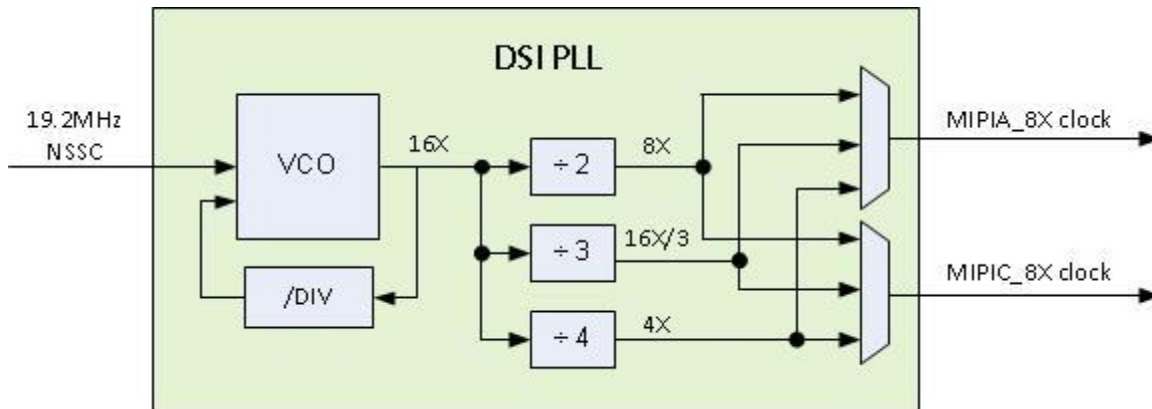 DSI PLL
19.2MHz
NSSC
VCO
16X
÷ 2
8X
MIPIA_8X clock
÷ 3
16X/3
MIPIC_8X clock
/DIV
÷ 4
4X